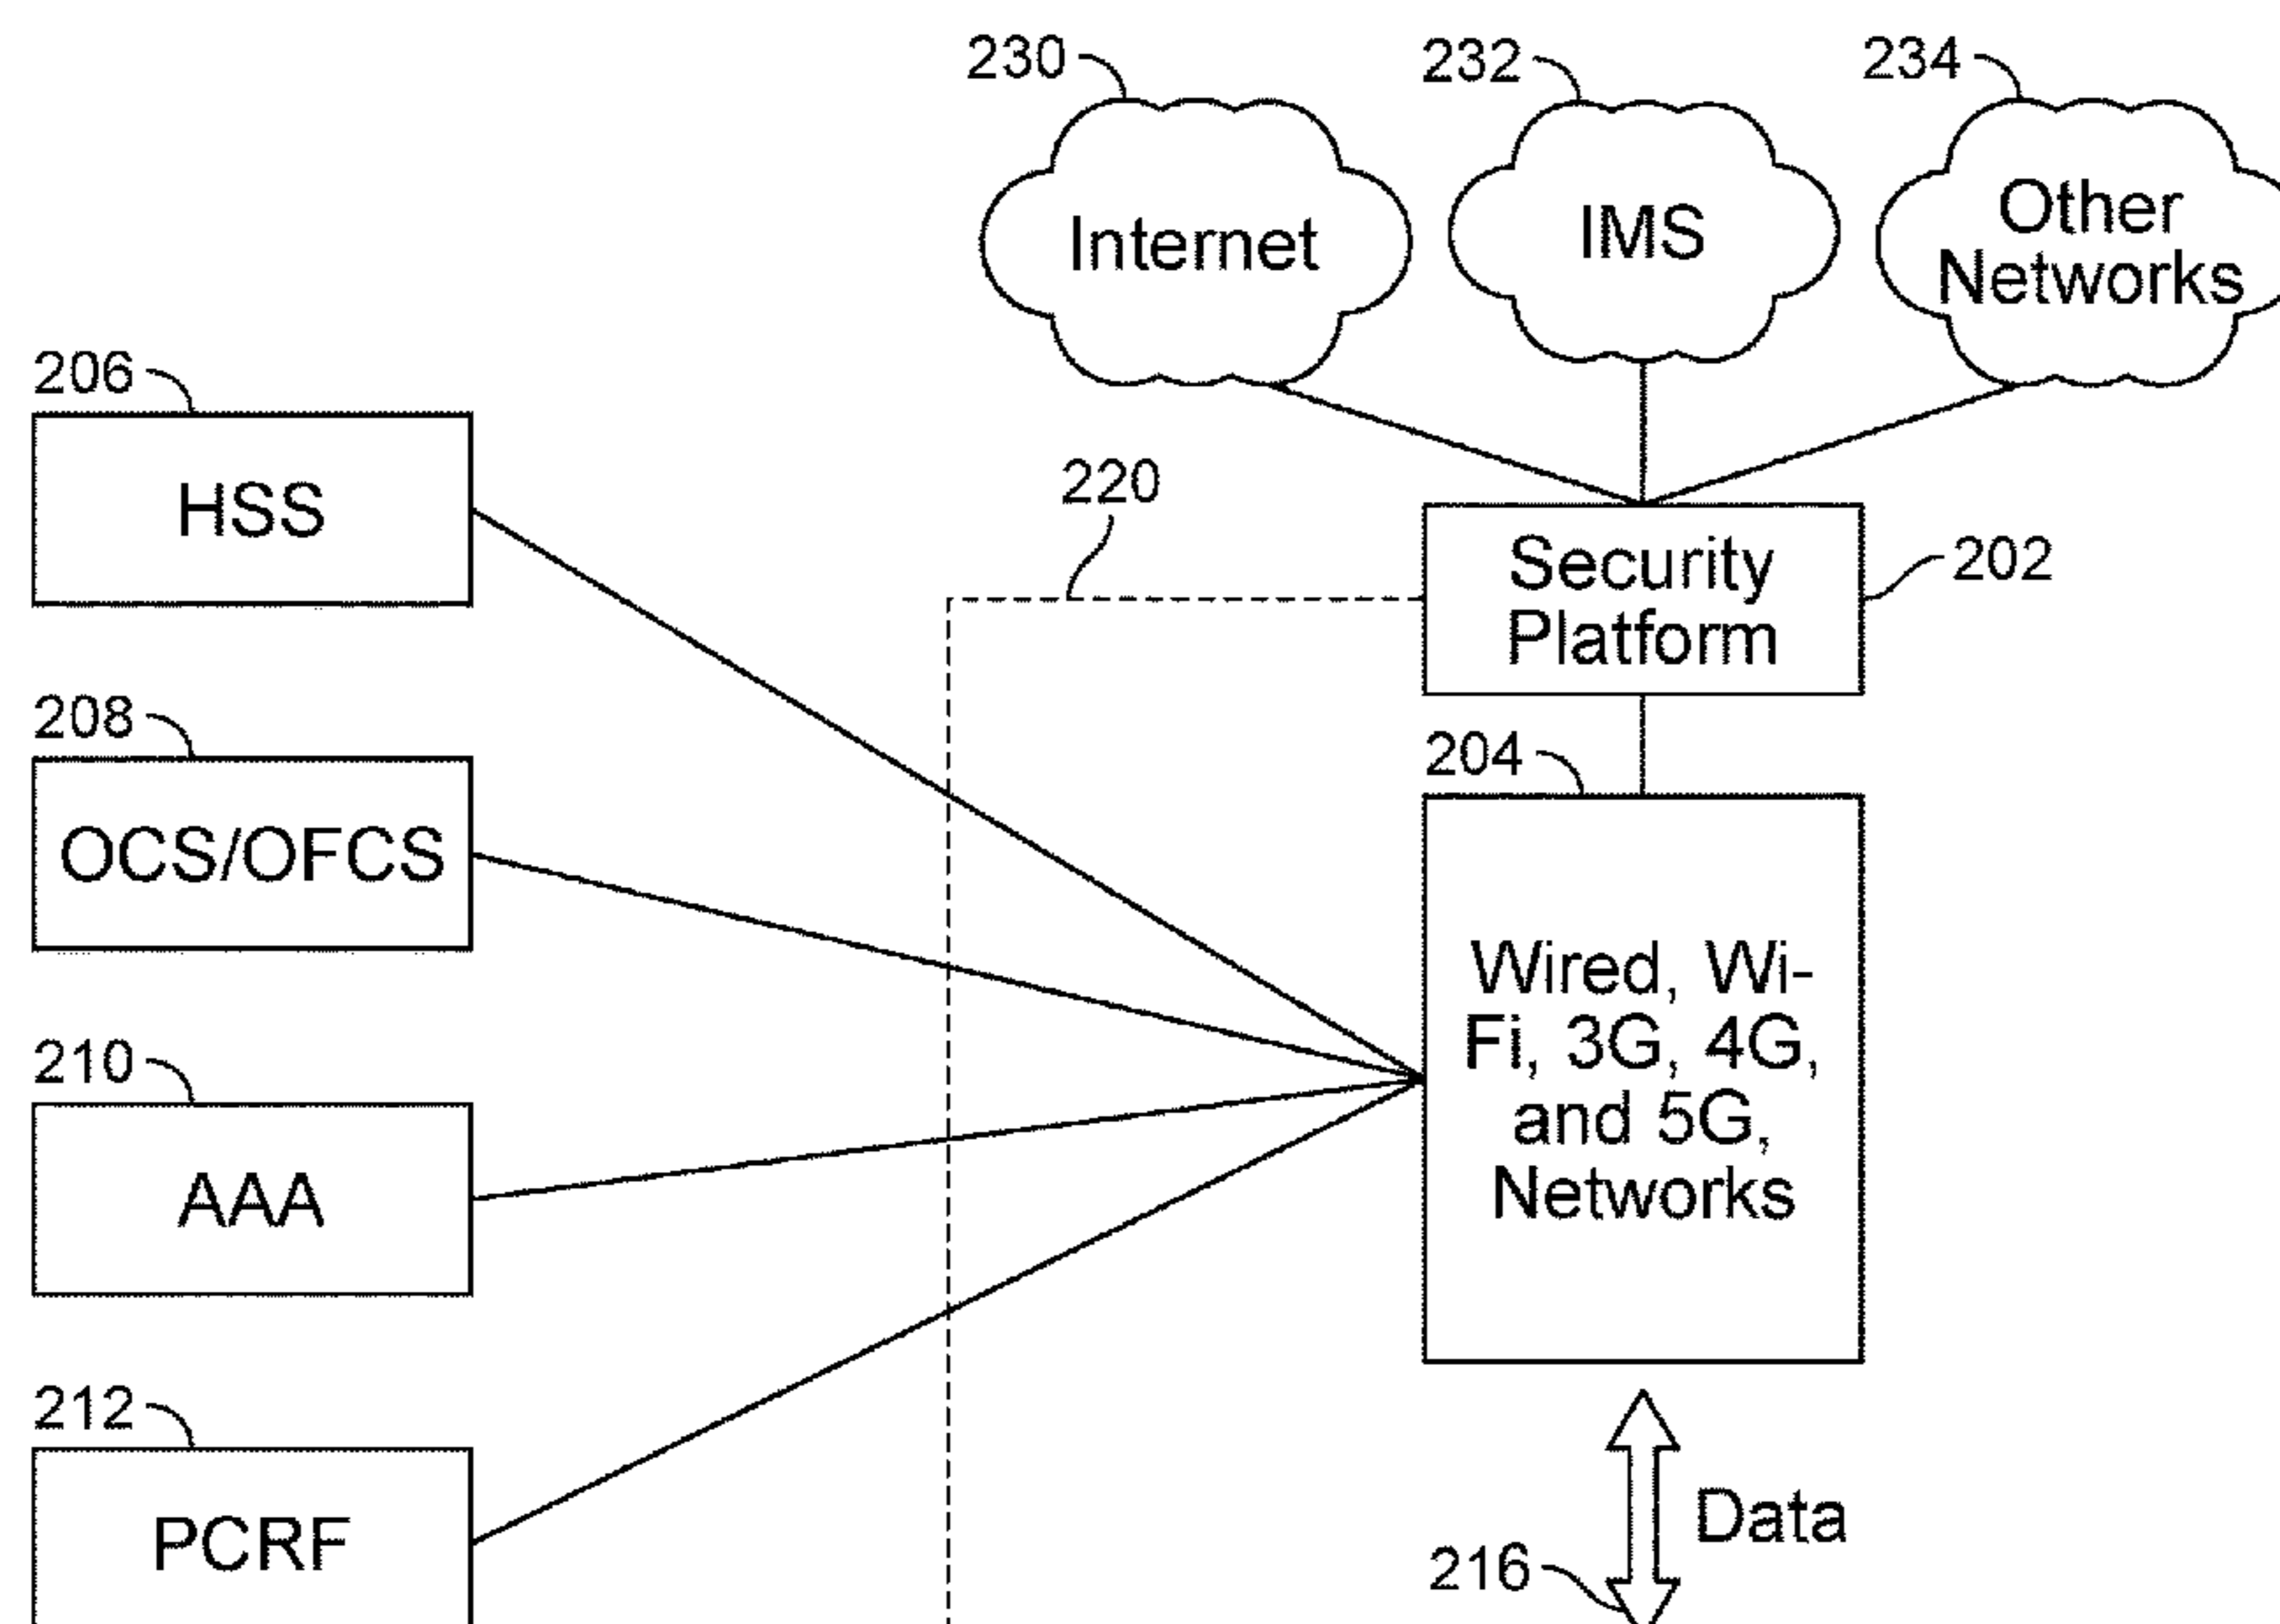 230
232
234
Internet
IMS
Other
Networks
206
HSS
220
Security
Platform
202
208
OCS/OFCS
204
Wired, Wi-
Fi, 3G, 4G,
and 5G,
Networks
210
AAA
212
PCRF
Data
216